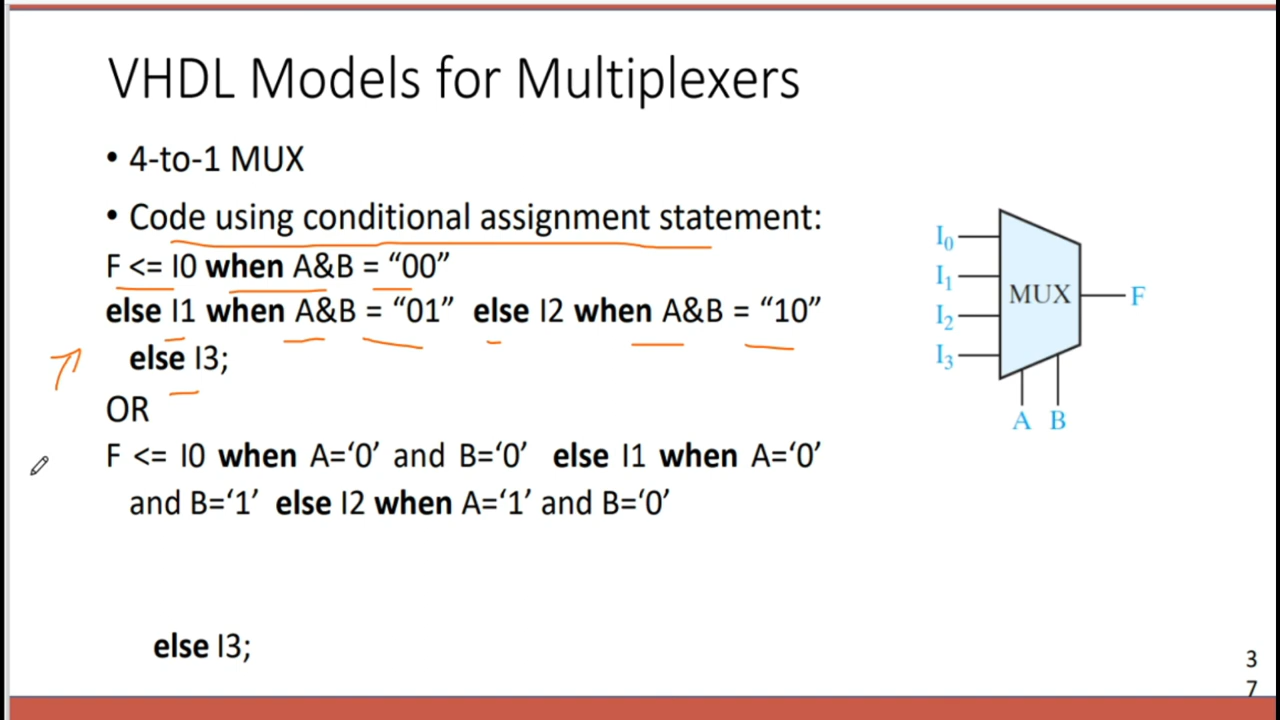 VHDL Models for Multiplexers
• 4-to-1 MUX
• Code using conditional assignment statement:
F <= I0 when A&B = “00”
else I1 when A&B = “01” else I2 when A&B = “10”
else I3;
OR
F <= I0 when A=‘0’ and B=‘0’ else I1 when A=‘0’
and B=‘1’ else I2 when A=‘1’ and B=‘0’
else I3;
I0
I1
I2
I3
MUX
F
A B
3
7